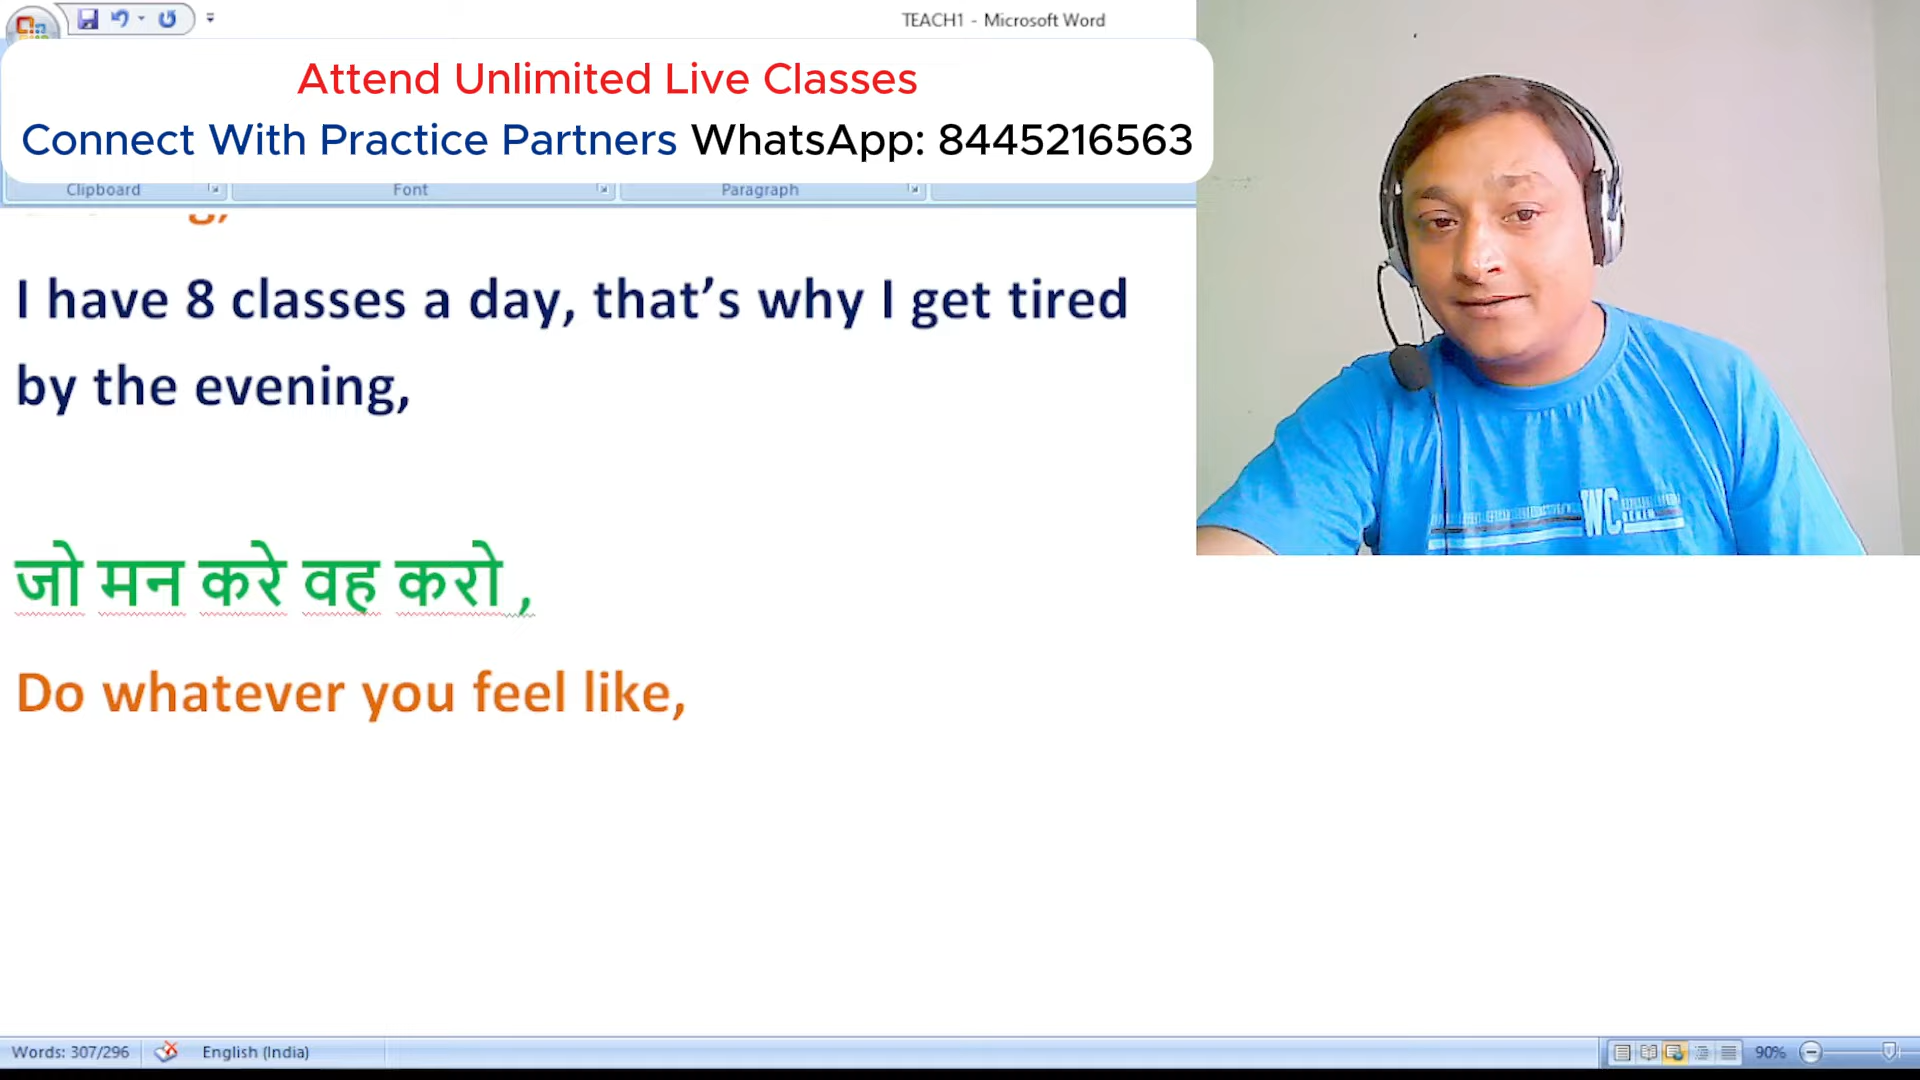 TEACH1 - Microsoft Word
Attend Unlimited Live Classes
Connect With Practice Partners WhatsApp: 8445216563
Clipboard
Font
Paragraph
I have 8 classes a day, that’s why I get tired
by the evening,
जो मन करे वह करो ,
Do whatever you feel like,
WC
Words: 307/296
English (India)
90%